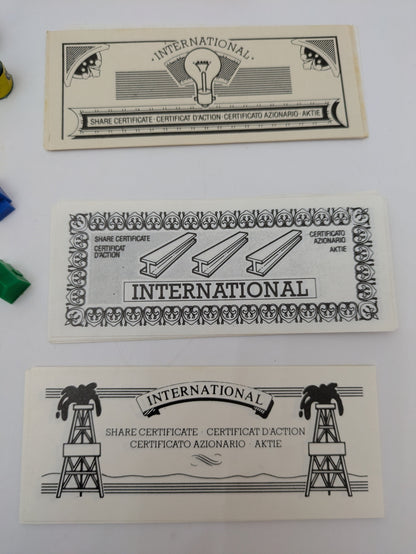 ·INTERNATIONAL·
SHARE CERTIFICATE · CERTIFICAT D'ACTION · CERTIFICATO AZIONARIO · AKTIE
SHARE CERTIFICATE
CERTIFICAT
D'ACTION
CERTIFICATO
AZIONARIO
AKTIE
INTERNATIONAL
INTERNATIONAL
SHARE CERTIFICATE · CERTIFICAT D'ACTION
CERTIFICATO AZIONARIO · AKTIE